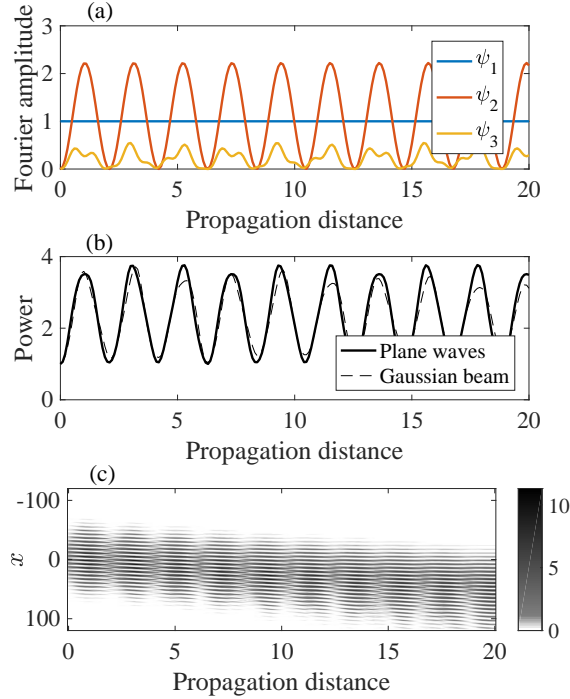 (a)
3
2
1
0
Fourier amplitude
ψ1
ψ2
ψ3
0 5 10 15 20
Propagation distance
(b)
4
2
0
Power
Plane waves
Gaussian beam
0 5 10 15 20
Propagation distance
(c)
-100
0
100
x
10
5
0
0 5 10 15 20
Propagation distance